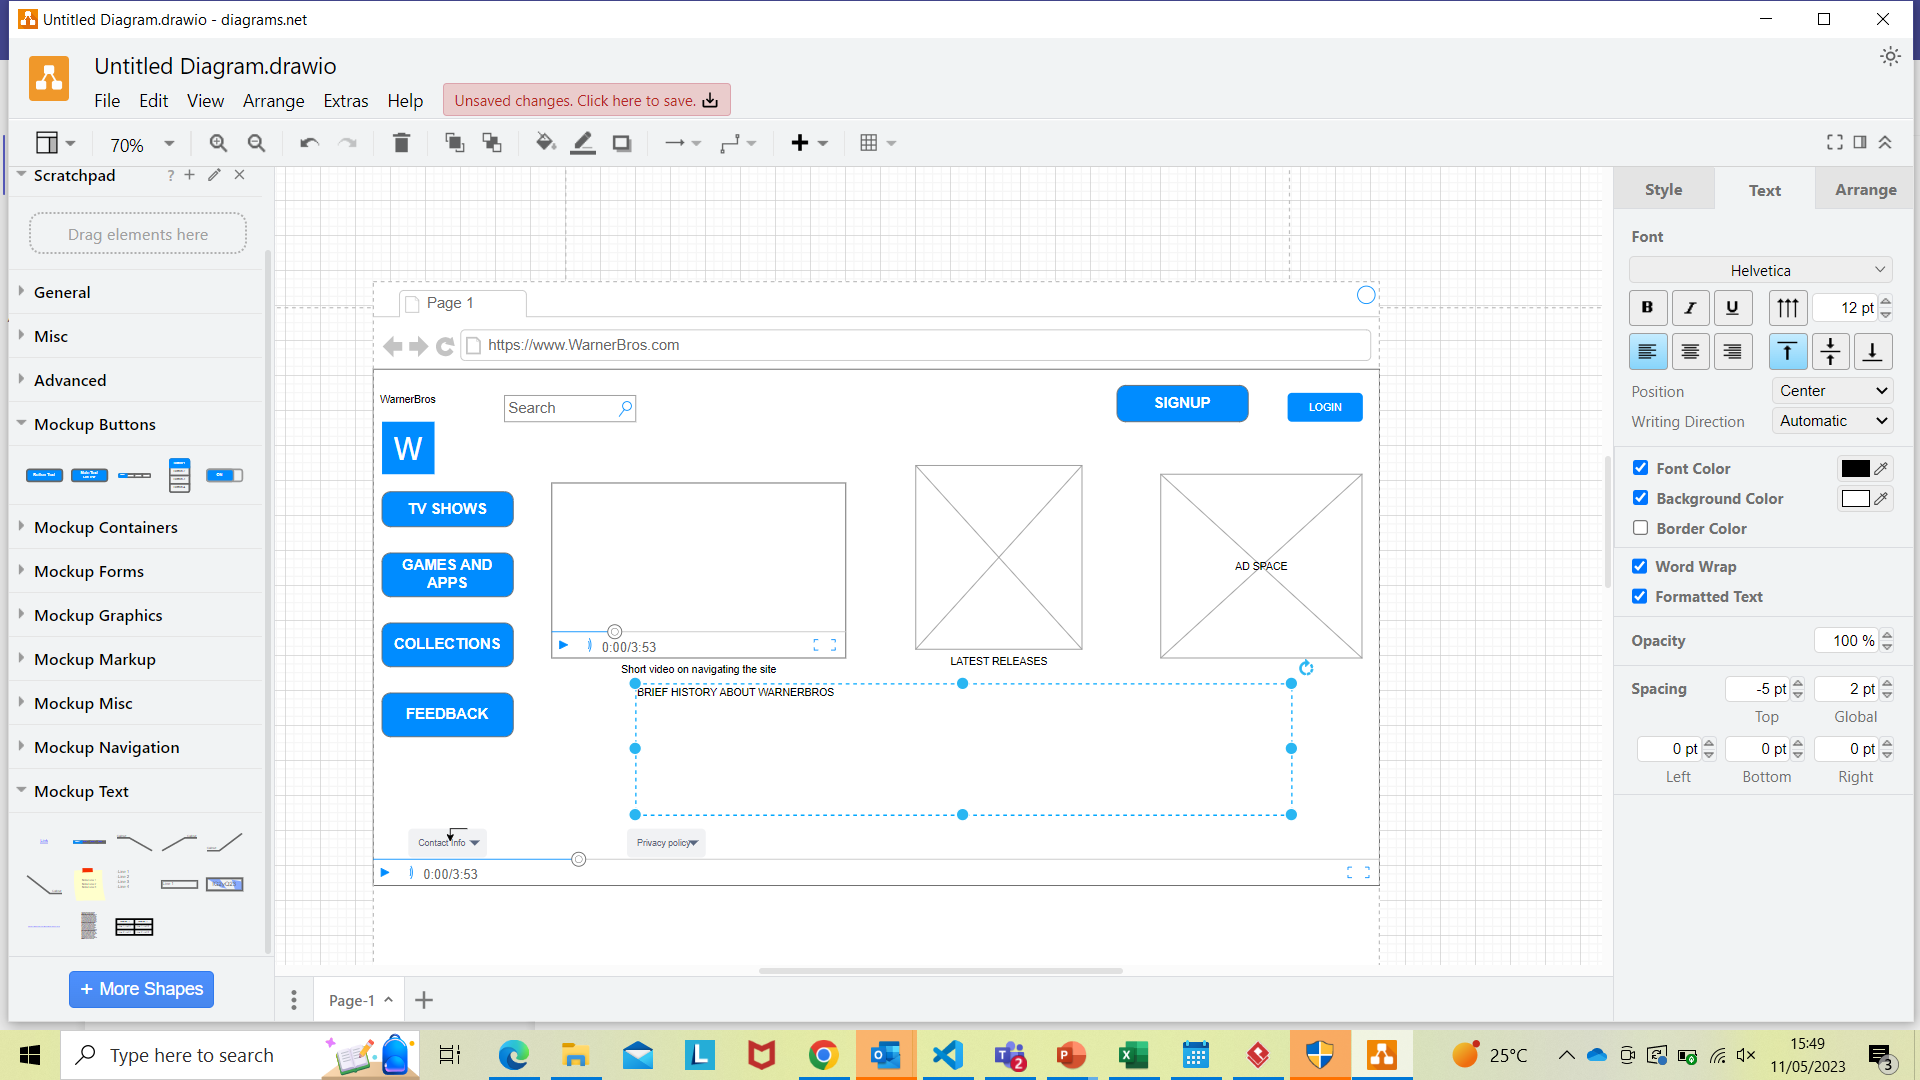 Untitled Diagram.drawio - diagrams.net
Untitled Diagram.drawio
File Edit View Arrange Extras Help
Unsaved changes. Click here to save.
70%
Scratchpad
?
Drag elements here
General
Misc
Advanced
Mockup Buttons
Mockup Containers
Mockup Forms
Mockup Graphics
Mockup Markup
Mockup Misc
Mockup Navigation
Mockup Text
+ More Shapes
Page 1
https://www.WarnerBros.com
WarnerBros
Search
SIGNUP
LOGIN
W
TV SHOWS
GAMES AND
APPS
COLLECTIONS
FEEDBACK
0:00/3:53
Short video on navigating the site
LATEST RELEASES
AD SPACE
BRIEF HISTORY ABOUT WARNERBROS
Contact info
Privacy policy
0:00/3:53
Page-1
Style Text Arrange
Font
Helvetica
B I U
12 pt
Position Center
Writing Direction Automatic
Font Color
Background Color
Border Color
Word Wrap
Formatted Text
Opacity 100 %
Spacing -5 pt 2 pt
Top Global
0 pt 0 pt 0 pt
Left Bottom Right
Type here to search
25°C
15:49
11/05/2023
2
3